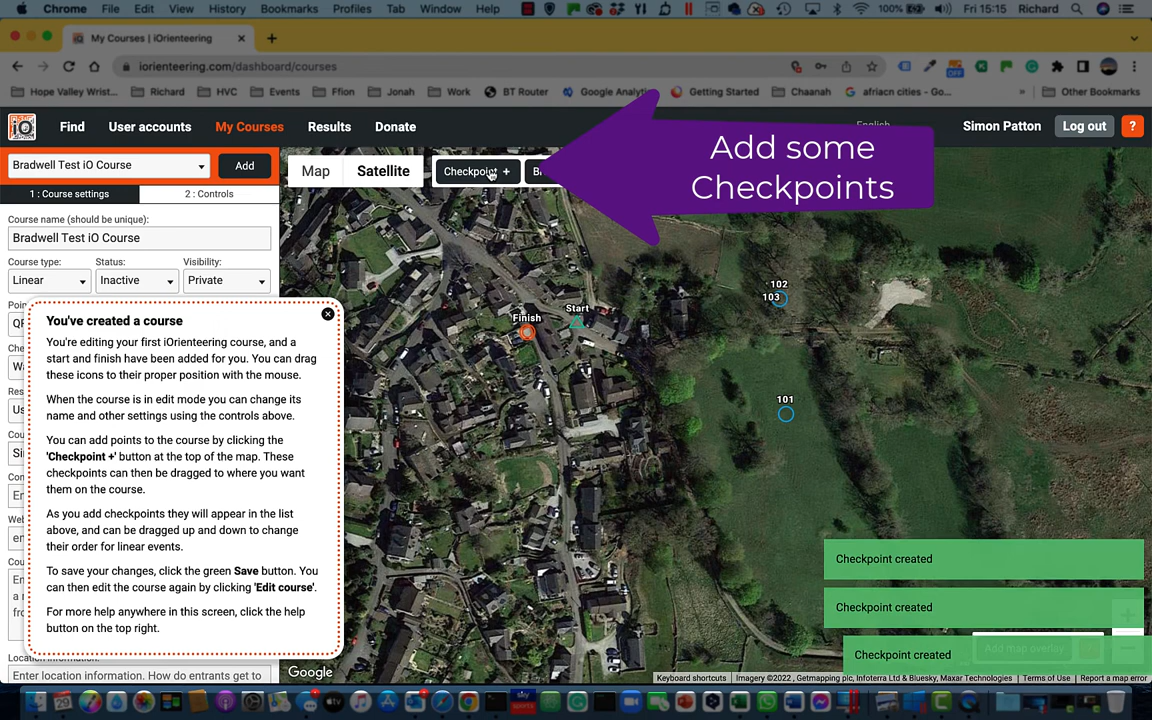 Chrome File Edit View History Bookmarks Profiles Tab Window Help 100% Fri 15:15 Richard
My Courses | iOrienteering
iorienteering.com/dashboard/courses
Hope Valley Wrist... Richard HVC Events Ffion Jonah Work BT Router Google Analytic Getting Started Chaanah afriacn cities - Go... » Other Bookmarks
iO Find User accounts My Courses Results Donate English Simon Patton Log out ?
Bradwell Test iO Course Add
Map Satellite Checkpoint +
Add some
Checkpoints
1 : Course settings 2 : Controls
Course name (should be unique):
Bradwell Test iO Course
Course type: Status: Visibility:
Linear Inactive Private
You've created a course
You're editing your first iOrienteering course, and a
start and finish have been added for you. You can drag
these icons to their proper position with the mouse.
When the course is in edit mode you can change its
name and other settings using the controls above.
You can add points to the course by clicking the
'Checkpoint +' button at the top of the map. These
checkpoints can then be dragged to where you want
them on the course.
As you add checkpoints they will appear in the list
above, and can be dragged up and down to change
their order for linear events.
To save your changes, click the green Save button. You
can then edit the course again by clicking 'Edit course'.
For more help anywhere in this screen, click the help
button on the top right.
Location information:
Enter location information. How do entrants get to
Finish
Start
102
103
101
Checkpoint created
Checkpoint created
Checkpoint created
Add map overlay
Google
Keyboard shortcuts Imagery ©2022 , Getmapping plc, Infoterra Ltd & Bluesky, Maxar Technologies Terms of Use Report a map error